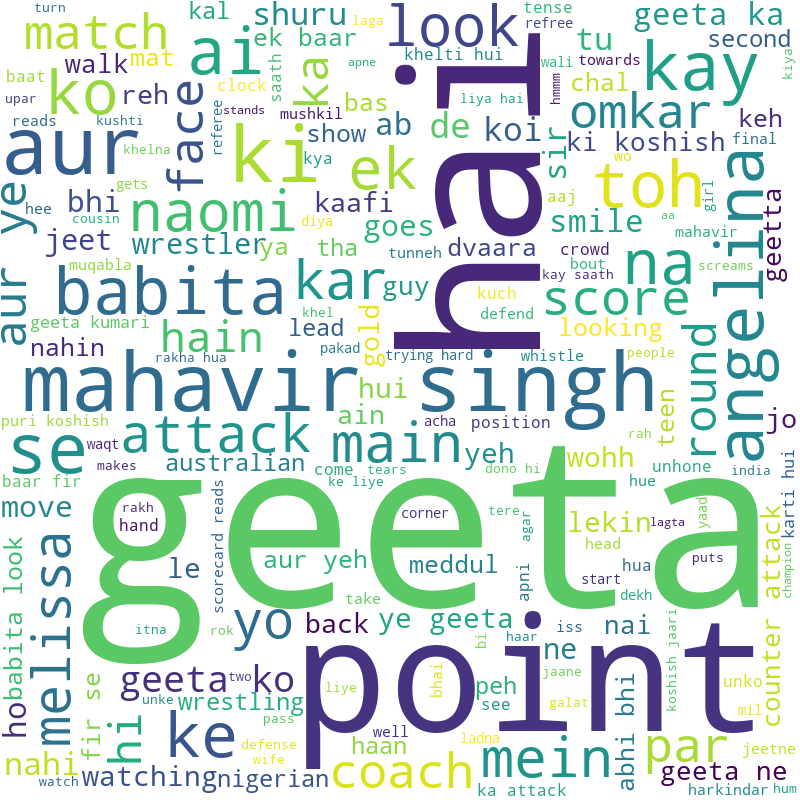 turn kal shuru laga look tense refree geeta ka
match ai ek baar khelti hui tu second
baat walk mat saath ka apne hai wali towards kay kiya
upar ko reh clock bas liya hai hmmm chal omkar
reads kushti referee stands mushkil ab de koi sir keh
aur face ki show ki koshish final
khelna kya ek wo toh
hee gets bhi naomi kaafi aaj girl angelina
cousin jeet wrestler ya diya tha goes dvaara smile mahavir geetta
aur ye muqabla tunneh kay saath crowd bout na screams
babita kar guy kuch score
geeta kumari hain khel lead gold defend looking round
nahin rakha hua pakad trying hard whistle people
mahavir singh
puri koshish hui acha position teen jo
se waqt attack ain main yeh wohh rah
makes australian come tears dono hi unhone unhone india
baar fir ke liye hue karti hui
move rakh geeta corner tere agar lekin lagta yaad
hand scorecard reads head puts
melissa le aur yeh meddul apni start hua counter attack champion
babita look take dekh
itna rok yo back ye geeta haar iss nai
ho geeta ko two bi ne jaane koshish jaari
hi fir se unke wrestling liye bhai peh see galat unko
pass point mil
nahi ke defense haan well ladna mein abhi bhi par jeetne
wife coach geeta ne
watch watching nigerian ka attack harkindar hum